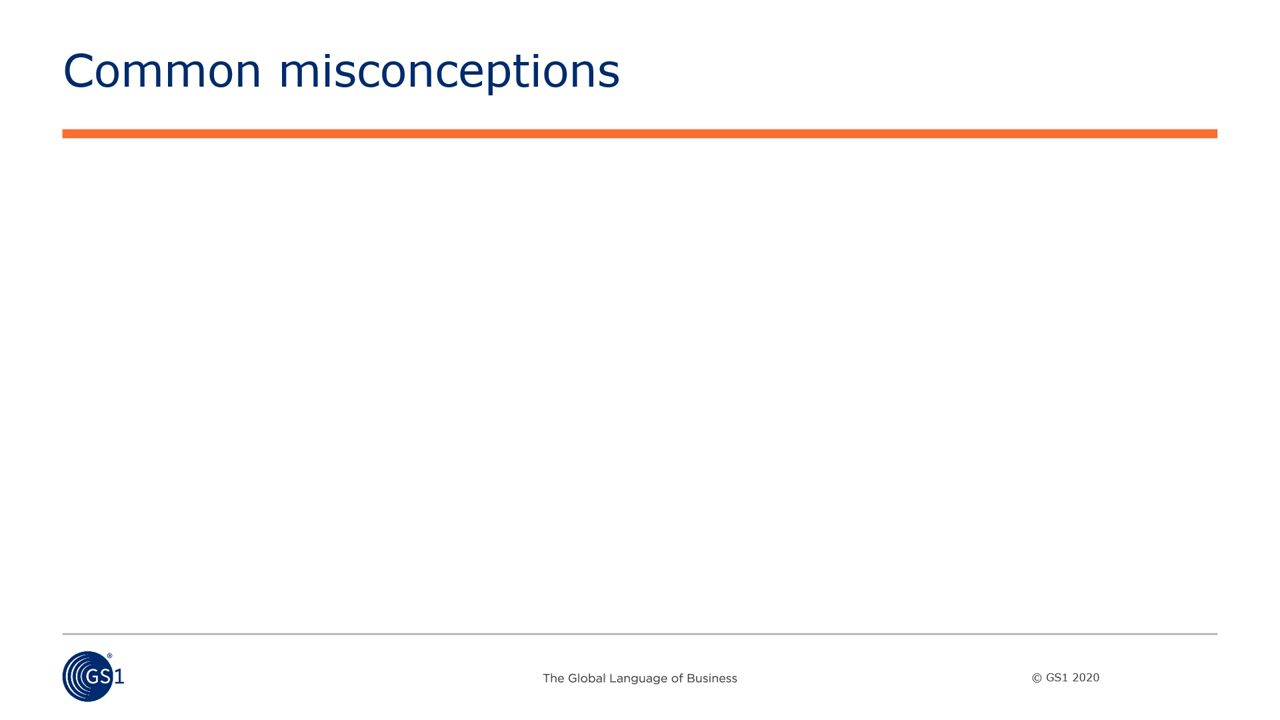 Common misconceptions
GS1®
The Global Language of Business
© GS1 2020